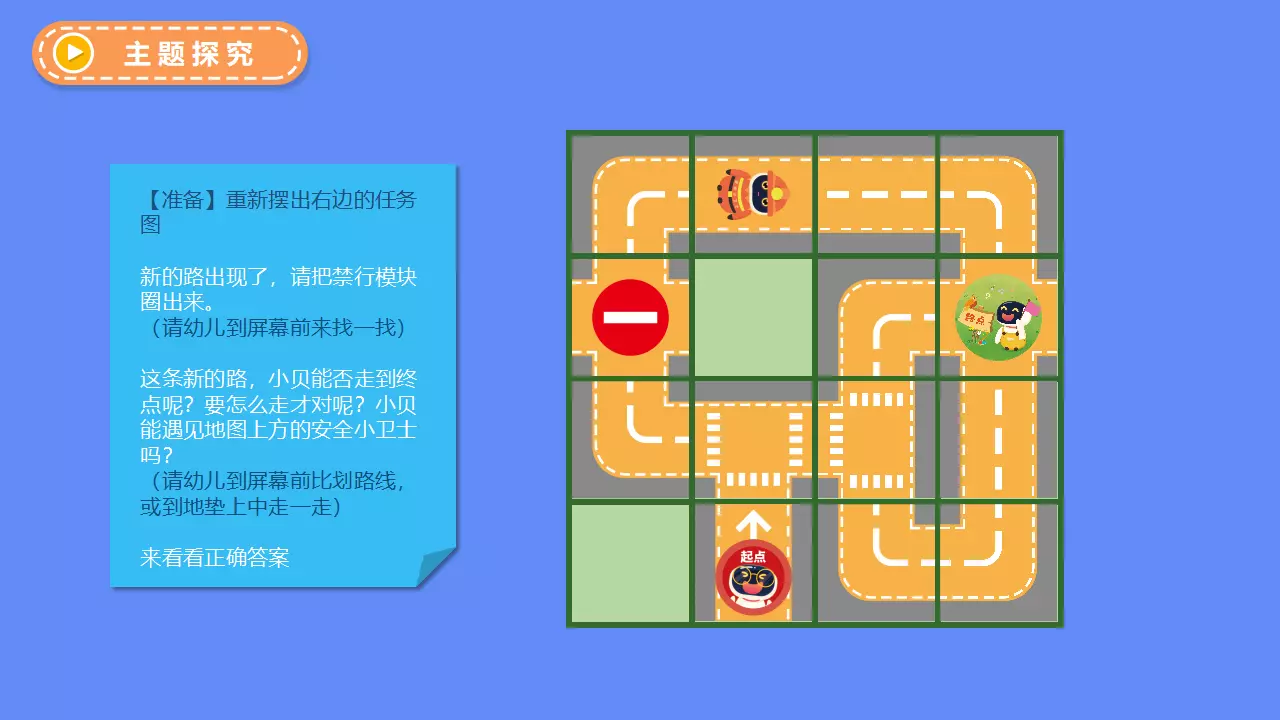 主题探究
【准备】重新摆出右边的任务
图
新的路出现了，请把禁行模块
圈出来。
（请幼儿到屏幕前来找一找）
这条新的路，小贝能否走到终
点呢？要怎么走才对呢？小贝
能遇见地图上方的安全小卫士
吗？
（请幼儿到屏幕前比划路线，
或到地垫上中走一走）
来看看正确答案
终点
起点